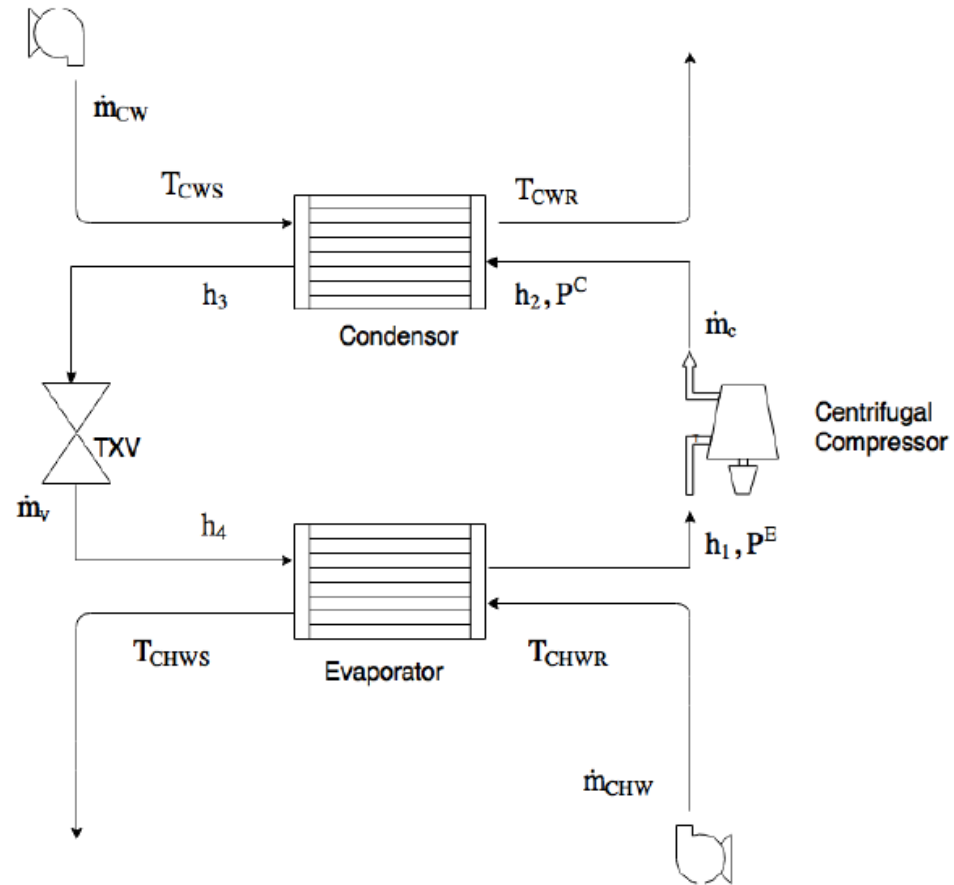 ṁCW
TCWS
TCWR
h3
h2, PC
Condensor
ṁc
TXV
Centrifugal
Compressor
ṁv
h4
h1, PE
TCHWS
Evaporator
TCHWR
ṁCHW